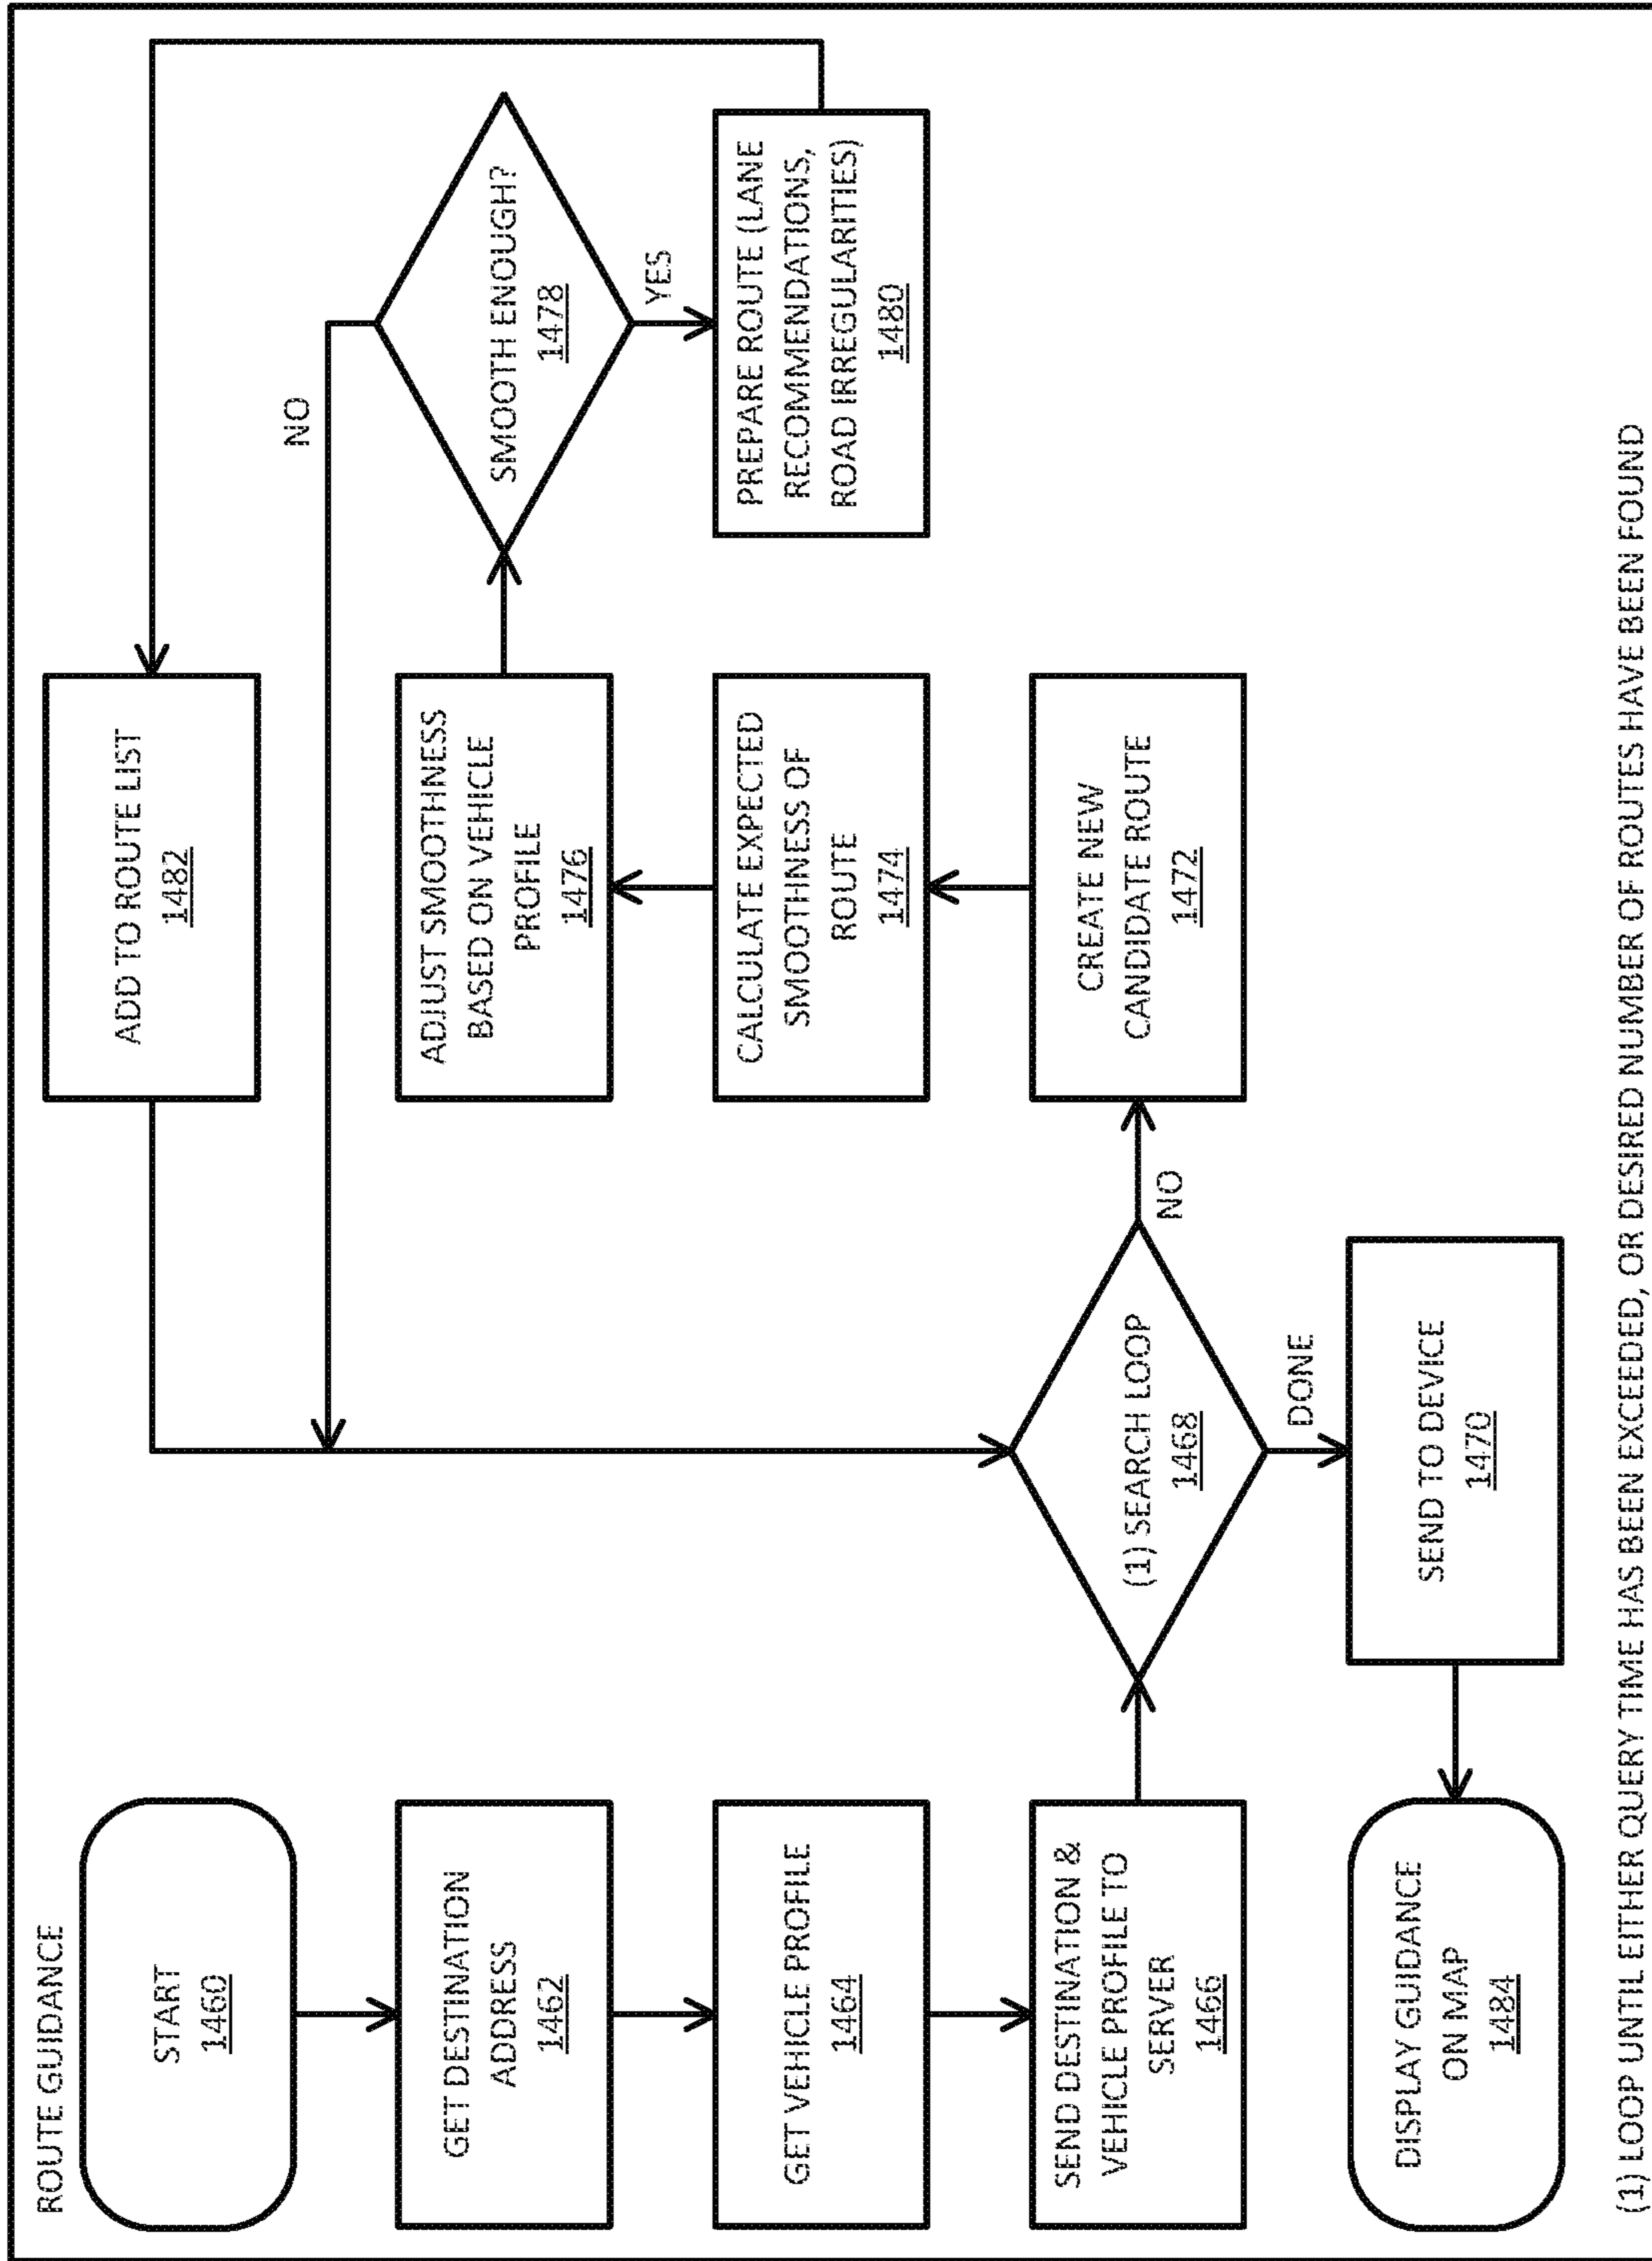 ROUTE GUIDANCE
START
1460
GET DESTINATION
ADDRESS
1462
GET VEHICLE PROFILE
1464
SEND DESTINATION &
VEHICLE PROFILE TO
SERVER
1466
(1) SEARCH LOOP
1468
NO
DONE
SEND TO DEVICE
1470
DISPLAY GUIDANCE
ON MAP
1484
CREATE NEW
CANDIDATE ROUTE
1472
CALCULATE EXPECTED
SMOOTHNESS OF
ROUTE
1474
ADJUST SMOOTHNESS
BASED ON VEHICLE
PROFILE
1476
SMOOTH ENOUGH?
1478
NO
YES
PREPARE ROUTE (LANE
RECOMMENDATIONS,
ROAD IRREGULARITIES)
1480
ADD TO ROUTE LIST
1482
(1) LOOP UNTIL EITHER QUERY TIME HAS BEEN EXCEEDED, OR DESIRED NUMBER OF ROUTES HAVE BEEN FOUND